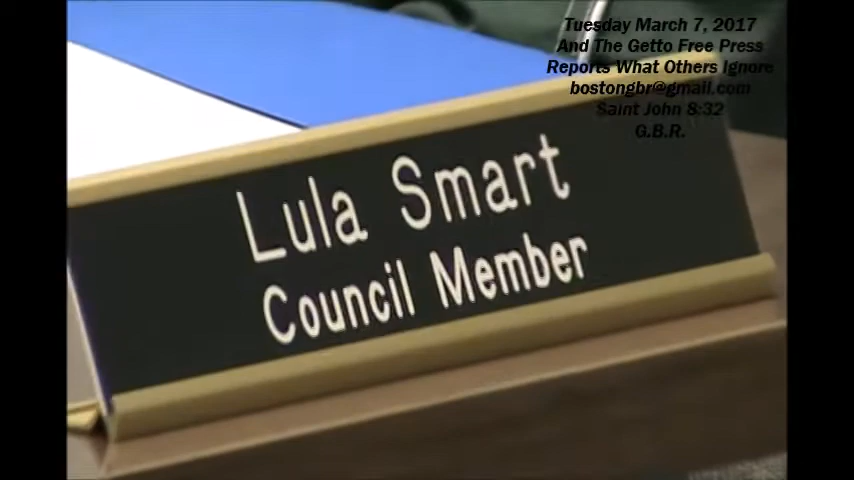 Tuesday March 7, 2017
And The Getto Free Press
Reports What Others Ignore
bostongbr@gmail.com
Saint John 8:32
G.B.R.
Lula Smart
Council Member